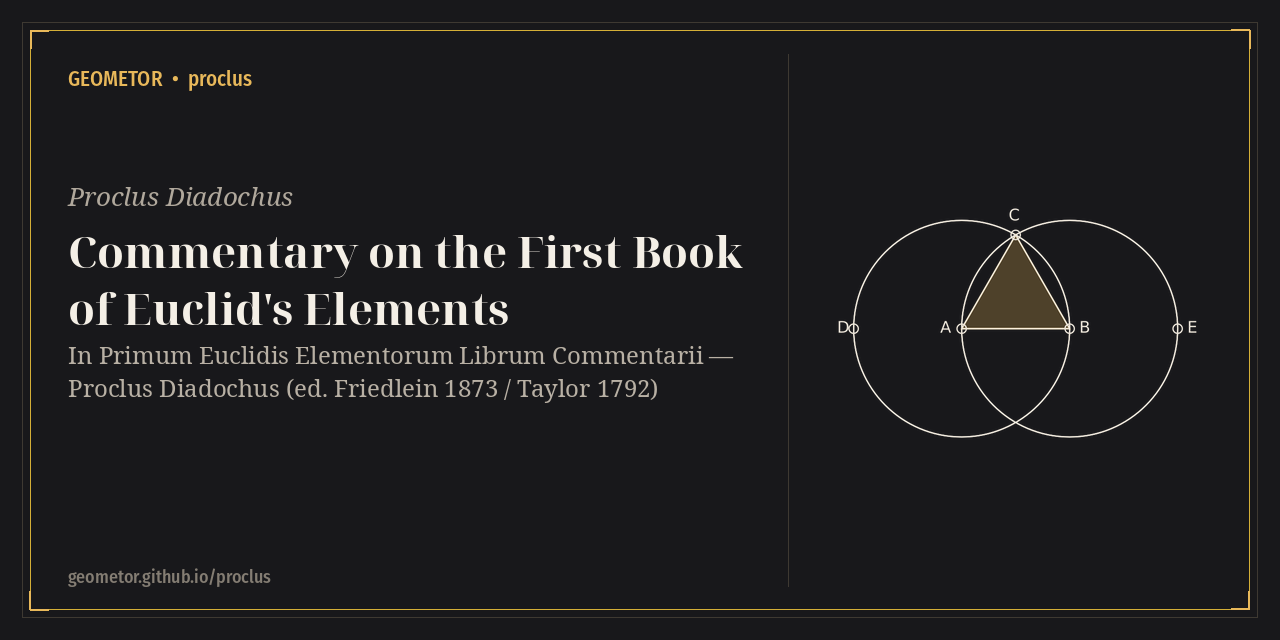 GEOMETOR • proclus
Proclus Diadochus
Commentary on the First Book
of Euclid's Elements
In Primum Euclidis Elementorum Librum Commentarii —
Proclus Diadochus (ed. Friedlein 1873 / Taylor 1792)
geometor.github.io/proclus
C
D A B E